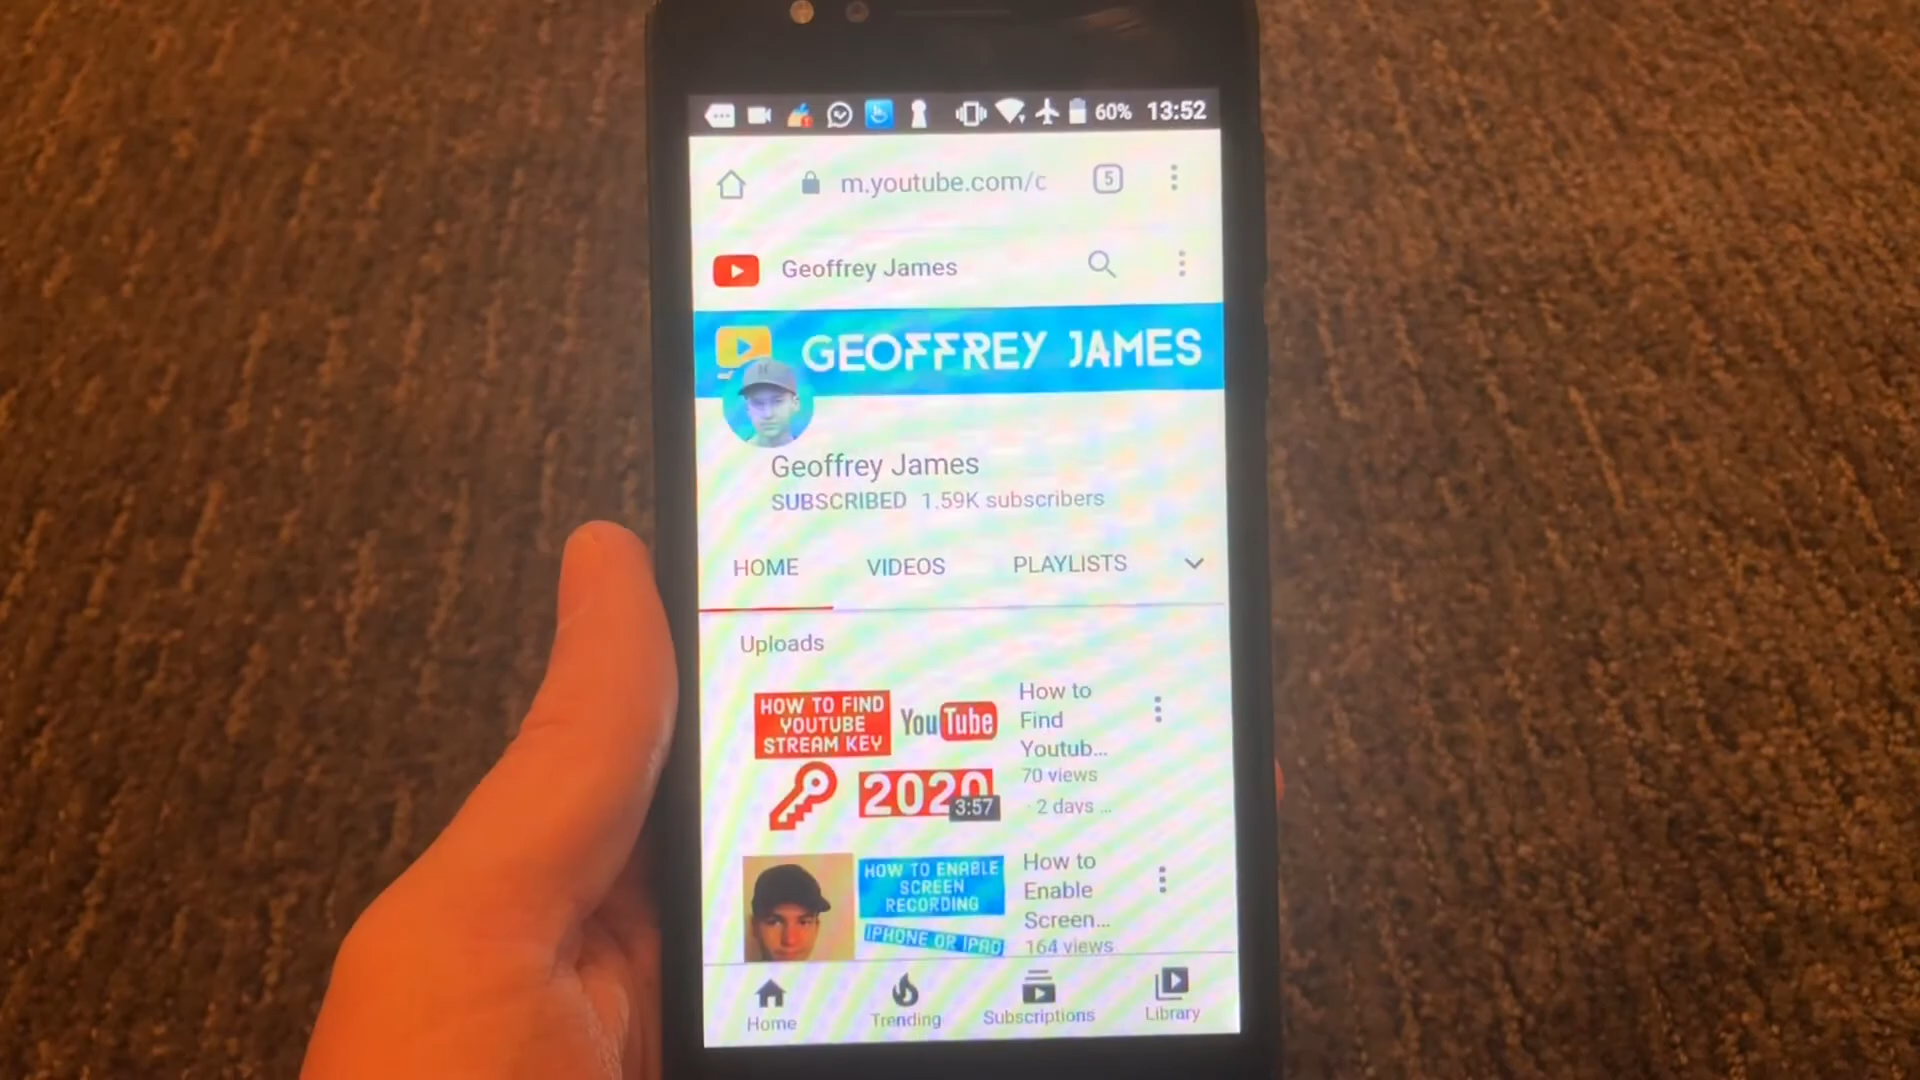 60% 13:52
m.youtube.com/c 5
Geoffrey James
GEOFFREY JAMES
Geoffrey James
SUBSCRIBED 1.59K subscribers
HOME VIDEOS PLAYLISTS
Uploads
HOW TO FIND
YOUTUBE
STREAM KEY
YouTube
2020
3:57
How to
Find
Youtub...
70 views
· 2 days ...
HOW TO ENABLE
SCREEN
RECORDING
IPHONE OR IPAD
How to
Enable
Screen...
164 views
Home Trending Subscriptions Library